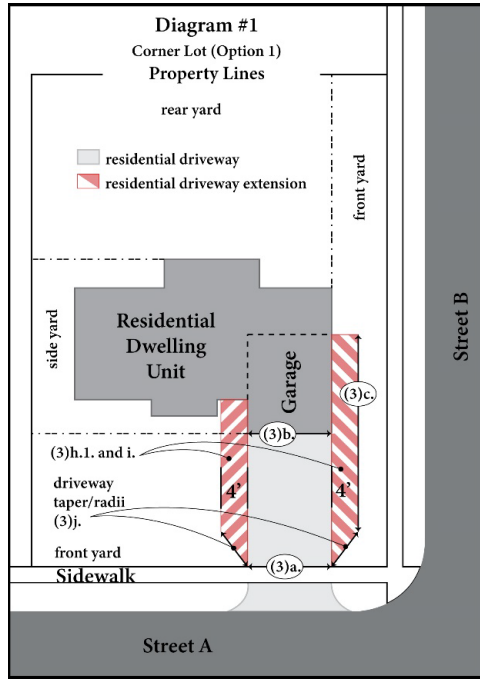 Diagram #1
Corner Lot (Option 1)
Property Lines
rear yard
residential driveway
residential driveway extension
front yard
side yard
Residential
Dwelling
Unit
Garage
Street B
(3)c.
(3)b.
(3)h.1. and i.
4'
4'
driveway
taper/radii
(3)j.
front yard
(3)a.
Sidewalk
Street A